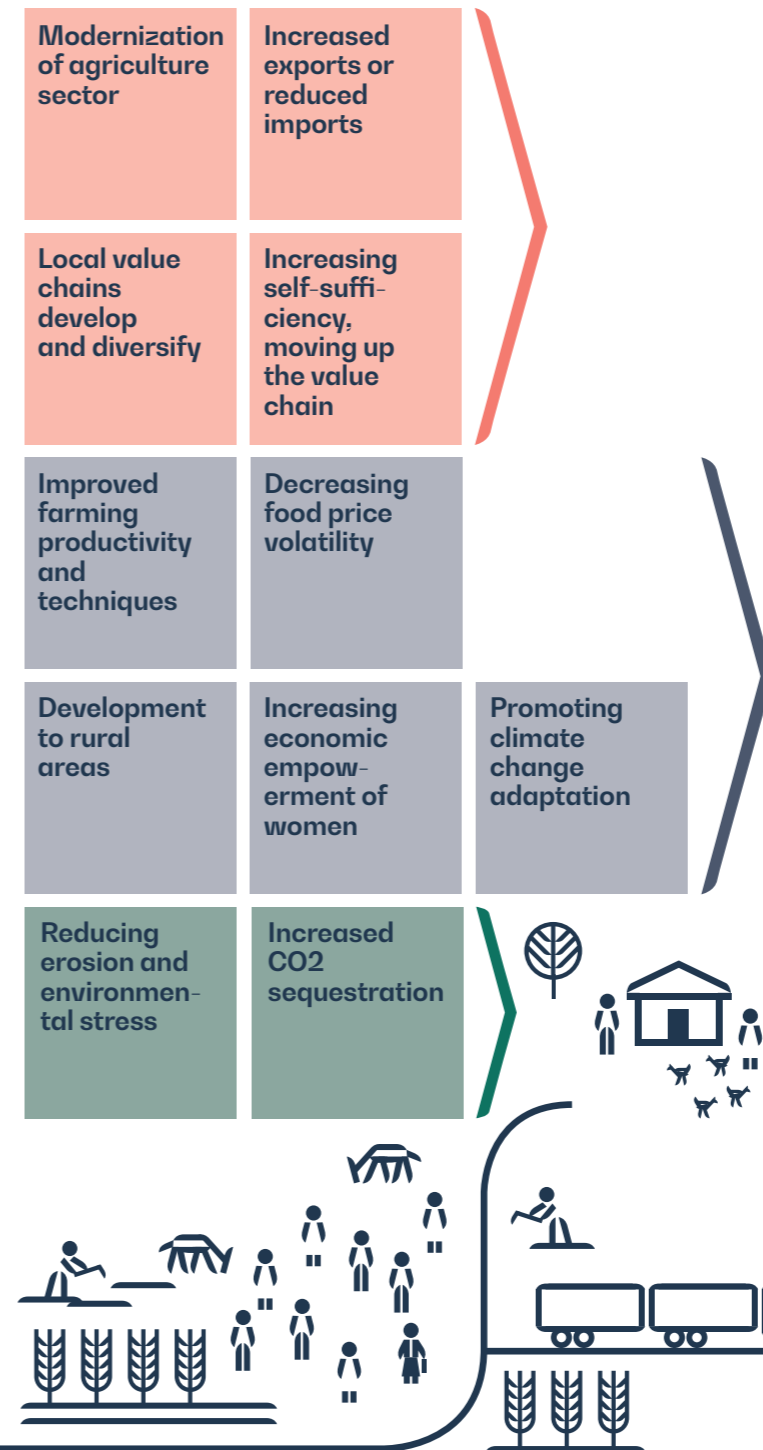 Modernization
of agriculture
sector
Increased
exports or
reduced
imports
Local value
chains
develop
and diversify
Increasing
self-suffi-
ciency,
moving up
the value
chain
Improved
farming
productivity
and
techniques
Decreasing
food price
volatility
Development
to rural
areas
Increasing
economic
empow-
erment of
women
Promoting
climate
change
adaptation
Reducing
erosion and
environmen-
tal stress
Increased
CO2
sequestration